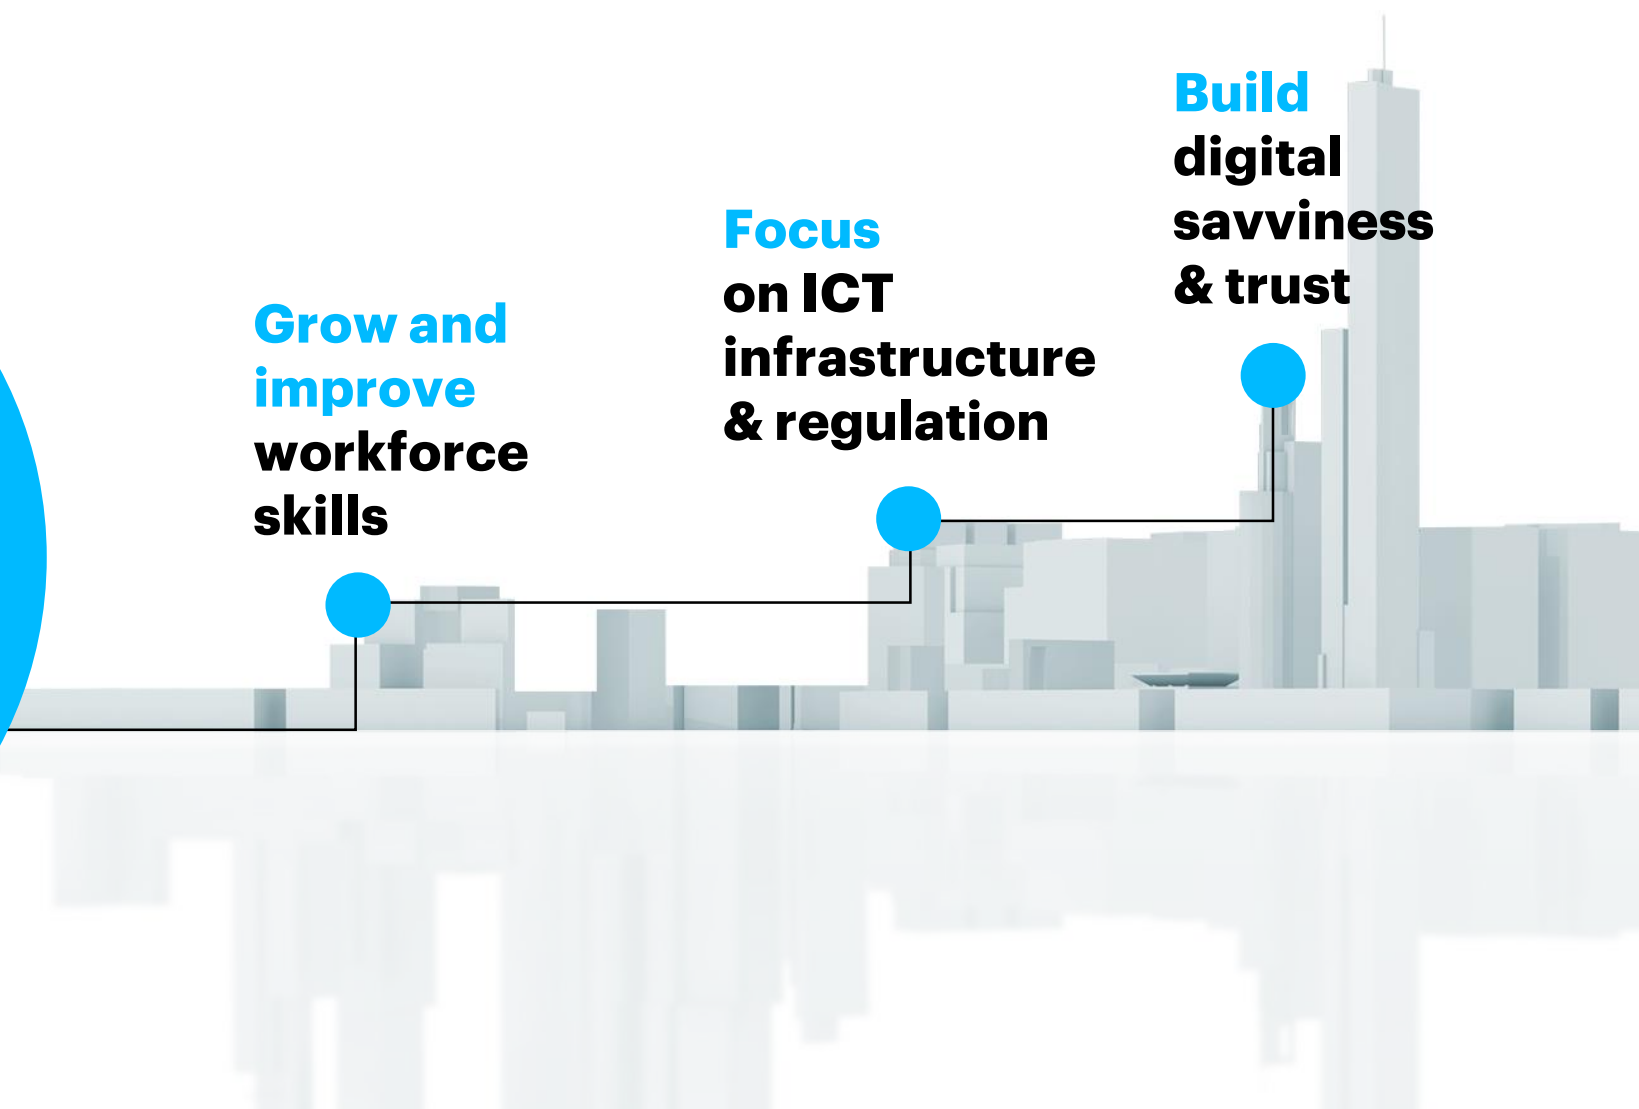 Grow and
improve
workforce
skills
Focus
on ICT
infrastructure
& regulation
Build
digital
savviness
& trust